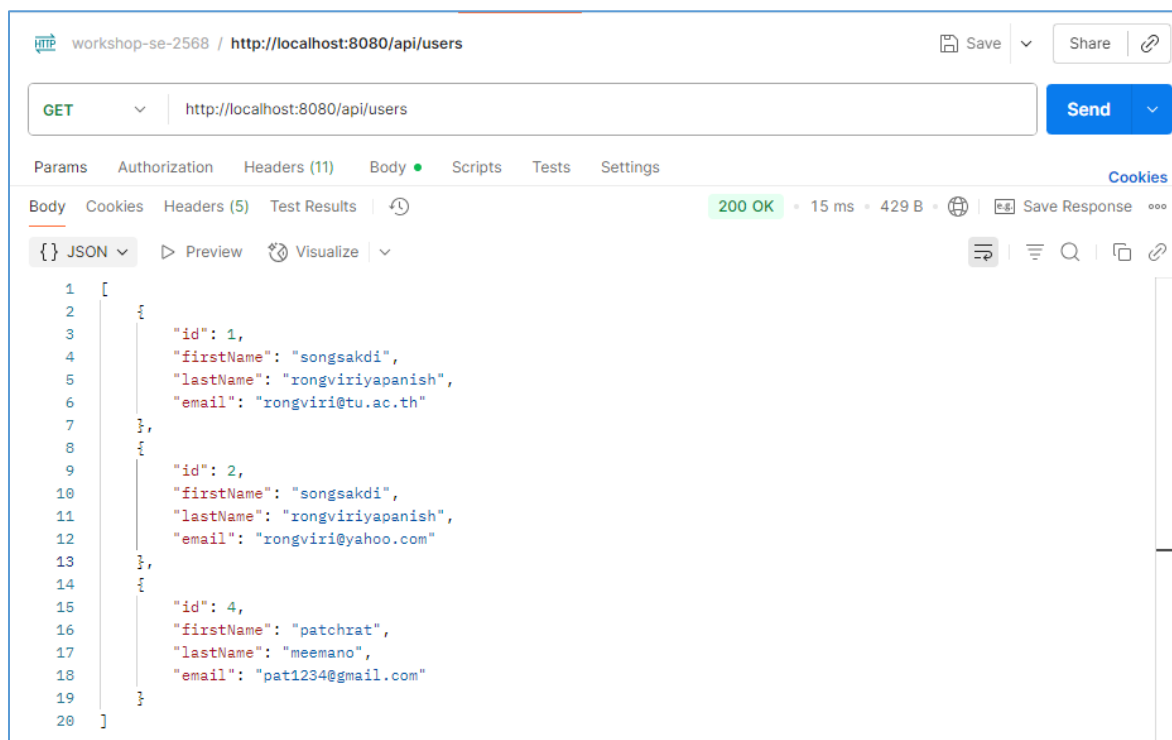 HTTP workshop-se-2568 / http://localhost:8080/api/users Save Share
GET http://localhost:8080/api/users Send
Params Authorization Headers (11) Body Scripts Tests Settings Cookies
Body Cookies Headers (5) Test Results 200 OK • 15 ms • 429 B • e.g. Save Response
{} JSON Preview Visualize
1 [
2 {
3 "id": 1,
4 "firstName": "songsakdi",
5 "lastName": "rongviriyapanish",
6 "email": "rongviri@tu.ac.th"
7 },
8 {
9 "id": 2,
10 "firstName": "songsakdi",
11 "lastName": "rongviriyapanish",
12 "email": "rongviri@yahoo.com"
13 },
14 {
15 "id": 4,
16 "firstName": "patchrat",
17 "lastName": "meemano",
18 "email": "pat1234@gmail.com"
19 }
20 ]